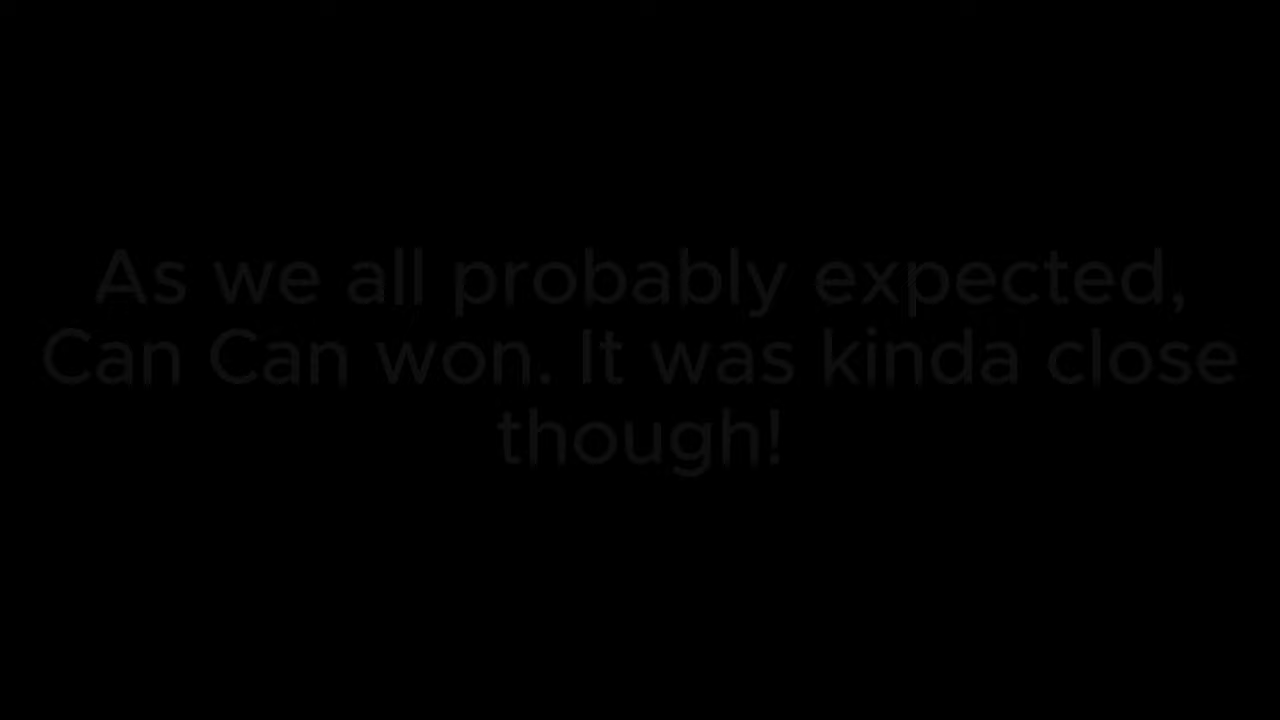 As we all probably expected,
Can Can won. It was kinda close
though!